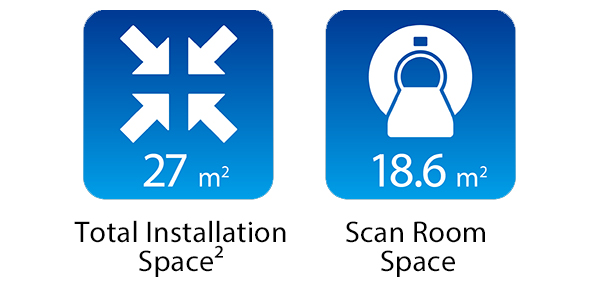 27 m²
18.6 m²
Total Installation
Space²
Scan Room
Space